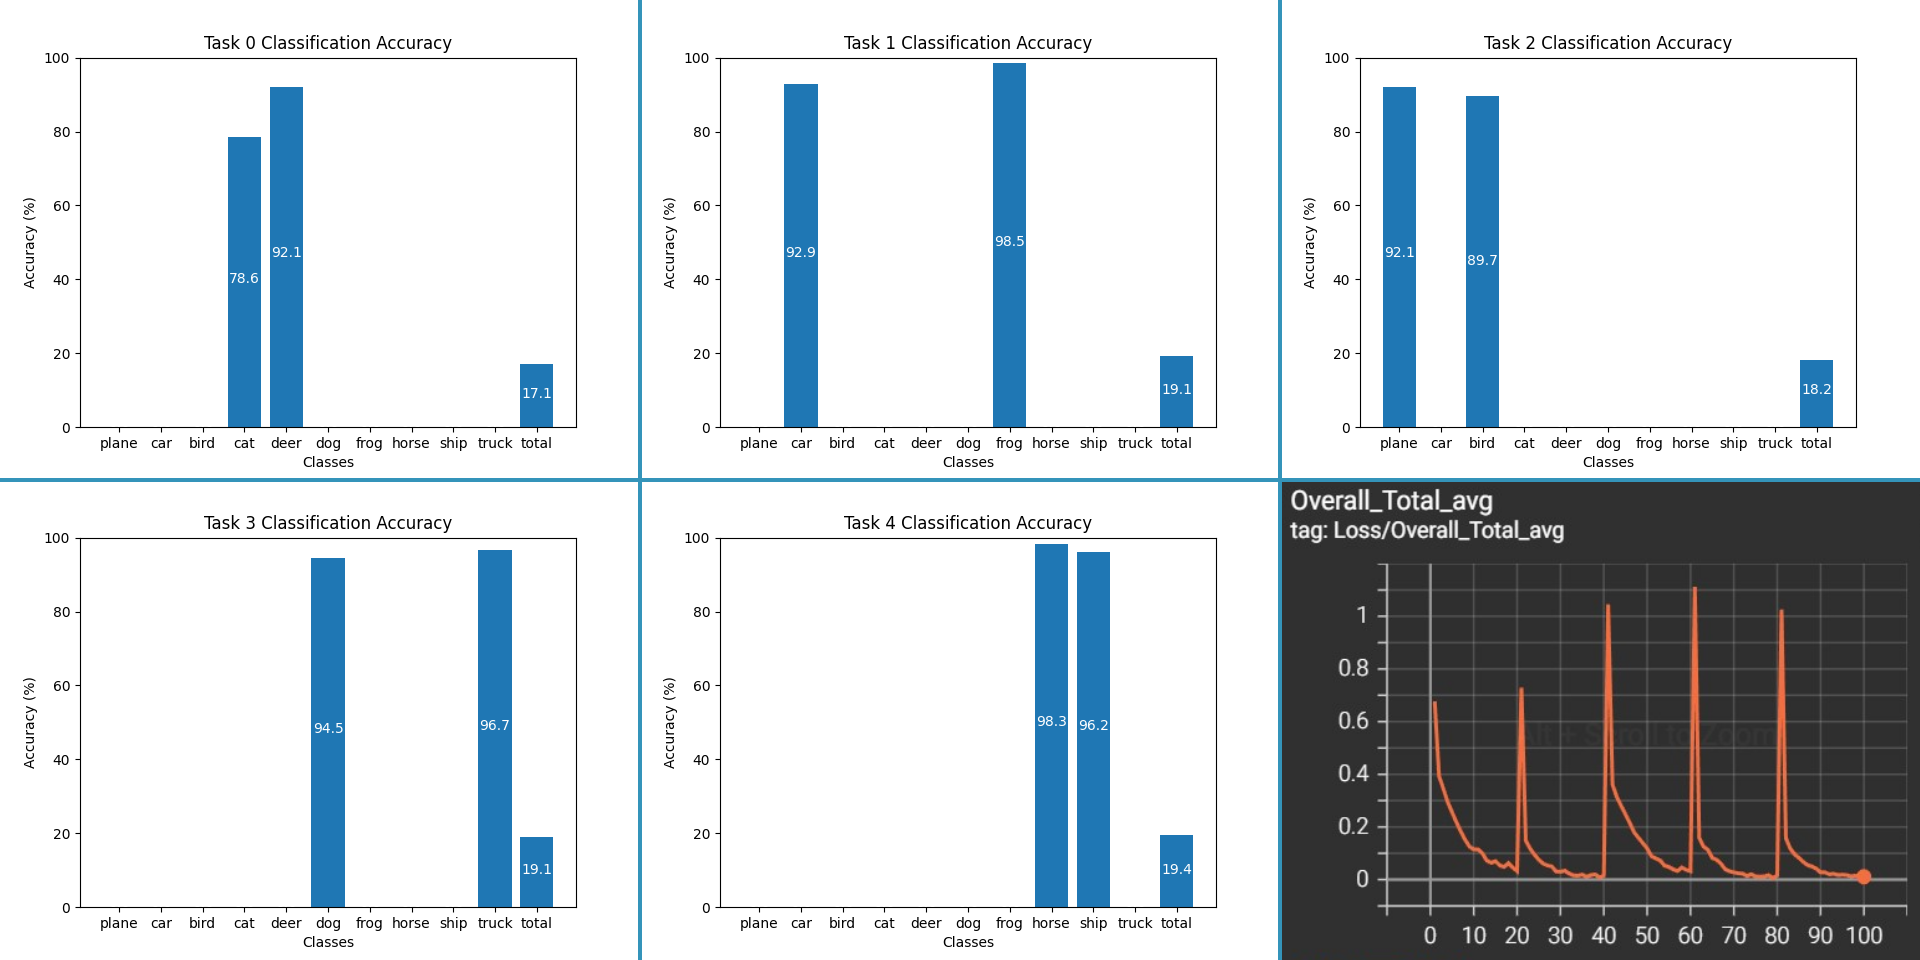 Task 0 Classification Accuracy
100
80
60
40
20
0
Accuracy (%)
78.6
92.1
17.1
plane car bird cat deer dog frog horse ship truck total
Classes
Task 1 Classification Accuracy
100
80
60
40
20
0
Accuracy (%)
92.9
98.5
19.1
plane car bird cat deer dog frog horse ship truck total
Classes
Task 2 Classification Accuracy
100
80
60
40
20
0
Accuracy (%)
92.1
89.7
18.2
plane car bird cat deer dog frog horse ship truck total
Classes
Task 3 Classification Accuracy
100
80
60
40
20
0
Accuracy (%)
94.5
96.7
19.1
plane car bird cat deer dog frog horse ship truck total
Classes
Task 4 Classification Accuracy
100
80
60
40
20
0
Accuracy (%)
98.3
96.2
19.4
plane car bird cat deer dog frog horse ship truck total
Classes
Overall_Total_avg
tag: Loss/Overall_Total_avg
1
0.8
0.6
Alt + Scroll to Zoom
0.4
0.2
0
0 10 20 30 40 50 60 70 80 90 100